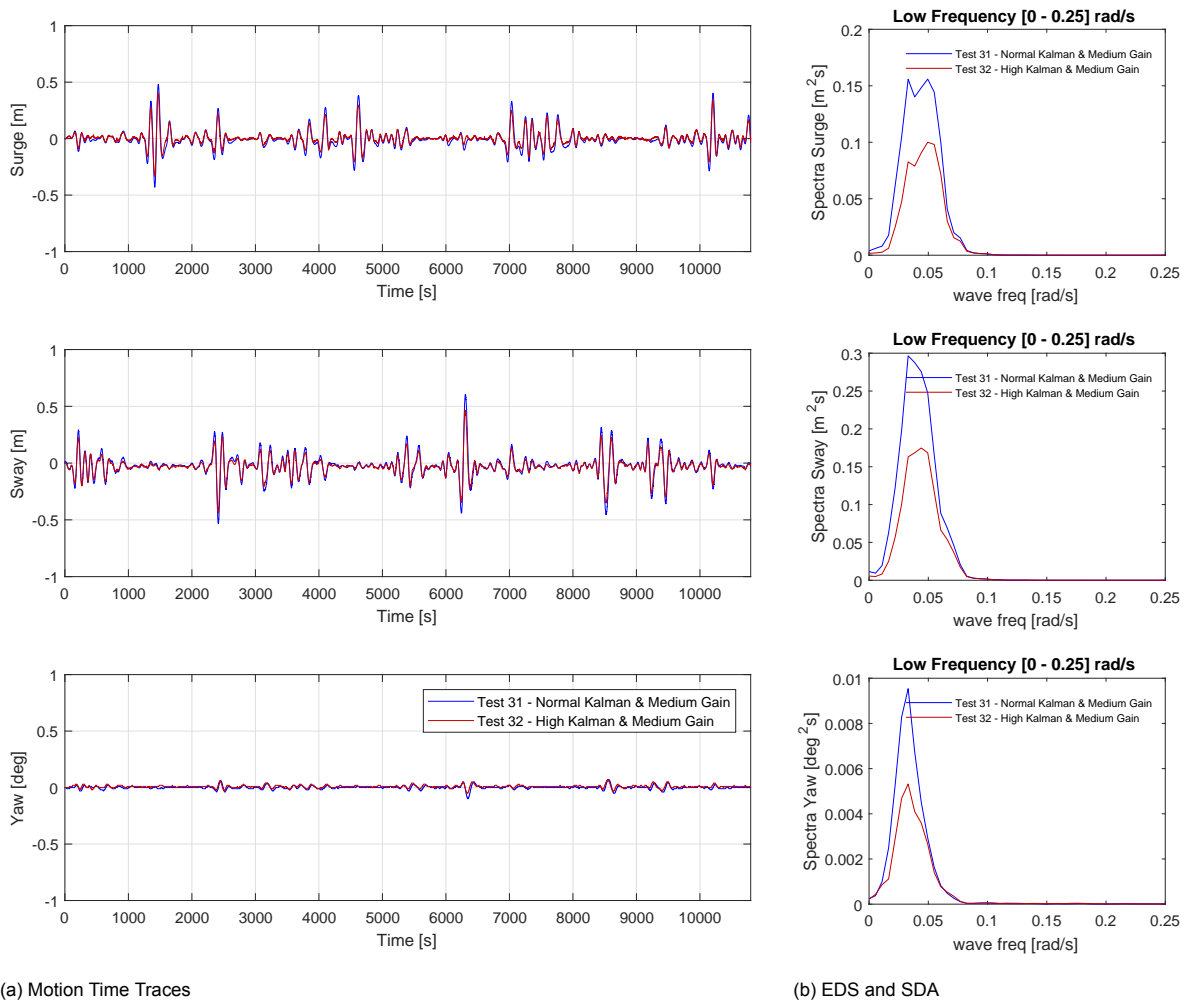 Surge [m]
1
0.5
0
-0.5
-1
0 1000 2000 3000 4000 5000 6000 7000 8000 9000 10000
Time [s]
Low Frequency [0 - 0.25] rad/s
Spectra Surge [m²s]
0.2
0.15
0.1
0.05
0
Test 31 - Normal Kalman & Medium Gain
Test 32 - High Kalman & Medium Gain
0 0.05 0.1 0.15 0.2 0.25
wave freq [rad/s]
Sway [m]
1
0.5
0
-0.5
-1
0 1000 2000 3000 4000 5000 6000 7000 8000 9000 10000
Time [s]
Low Frequency [0 - 0.25] rad/s
Spectra Sway [m²s]
0.3
0.25
0.2
0.15
0.1
0.05
0
Test 31 - Normal Kalman & Medium Gain
Test 32 - High Kalman & Medium Gain
0 0.05 0.1 0.15 0.2 0.25
wave freq [rad/s]
Yaw [deg]
1
0.5
0
-0.5
-1
Test 31 - Normal Kalman & Medium Gain
Test 32 - High Kalman & Medium Gain
0 1000 2000 3000 4000 5000 6000 7000 8000 9000 10000
Time [s]
Low Frequency [0 - 0.25] rad/s
Spectra Yaw [deg ²s]
0.01
0.008
0.006
0.004
0.002
0
Test 31 - Normal Kalman & Medium Gain
Test 32 - High Kalman & Medium Gain
0 0.05 0.1 0.15 0.2 0.25
wave freq [rad/s]
(a) Motion Time Traces
(b) EDS and SDA